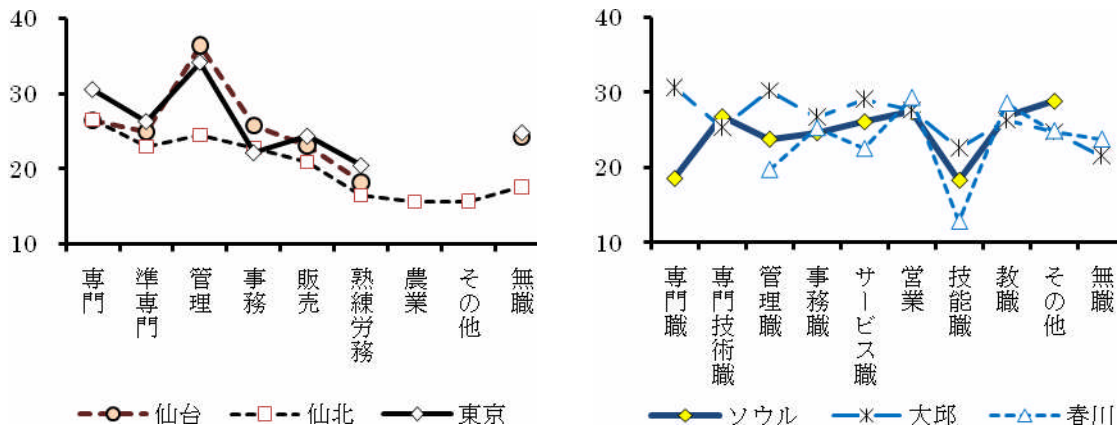 40
30
20
10
専門
準専門
管理
事務
販売
熟練労務
農業
その他
無職
仙台 仙北 東京
40
30
20
10
専門職
専門技術職
管理職
事務職
サービス職
営業
技能職
教職
その他
無職
ソウル 大邱 春川